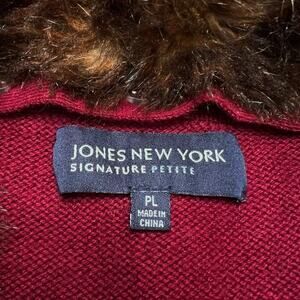 JONES NEW YORK
SIGNATURE PETITE
PL
MADE IN
CHINA